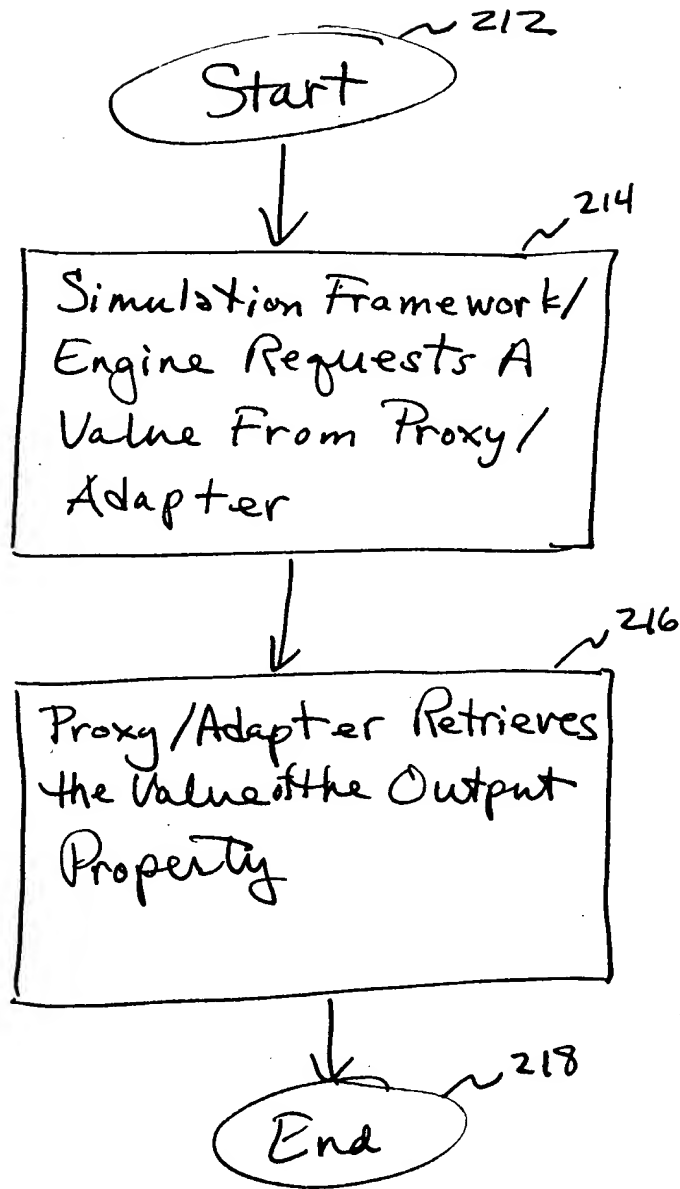 212
Start
214
Simulation Framework/
Engine Requests A
Value From Proxy/
Adapter
216
Proxy/Adapter Retrieves
the Value of the Output
Property
218
End